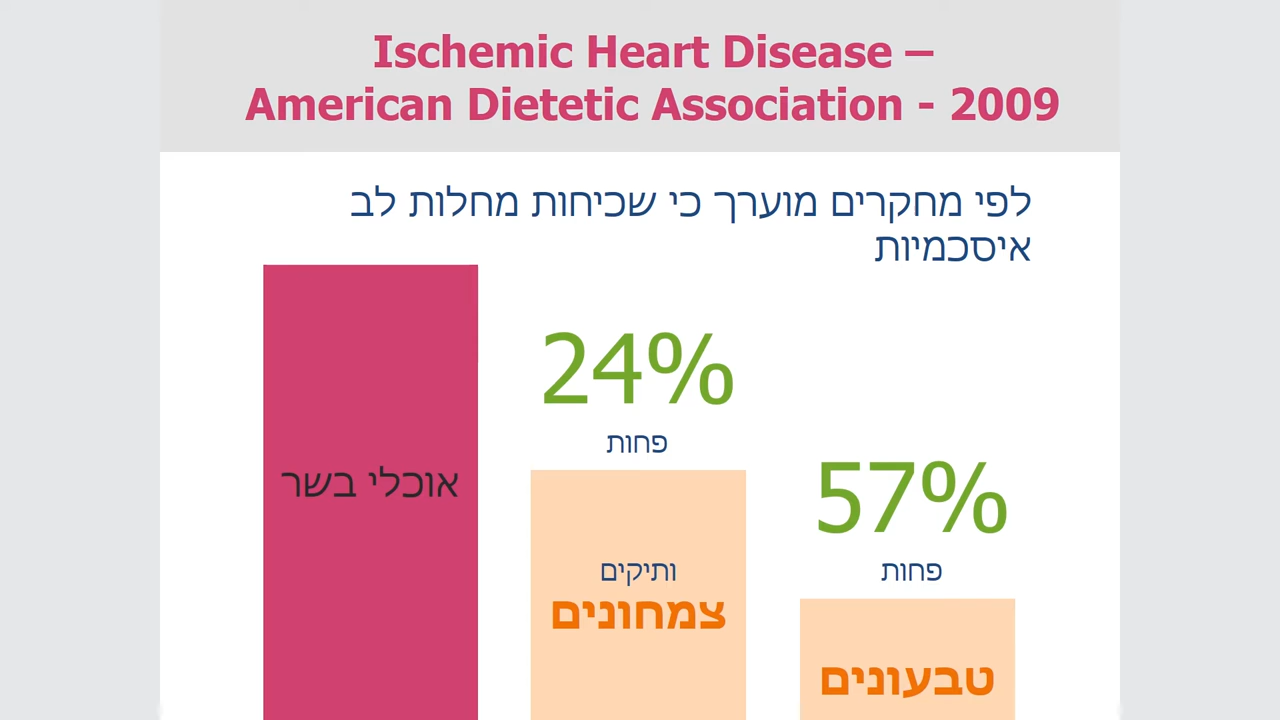 Ischemic Heart Disease –
American Dietetic Association - 2009
לפי מחקרים מוערך כי שכיחות מחלות לב
איסכמיות
אוכלי בשר
24%
פחות
ותיקים
צמחונים
57%
פחות
טבעונים